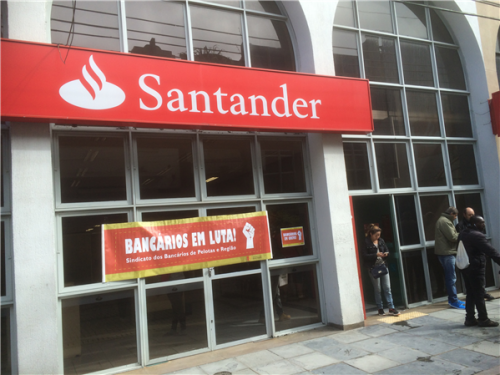 Santander
BANCÁRIOS EM LUTA!
Sindicato dos Bancários de Pelotas e Região